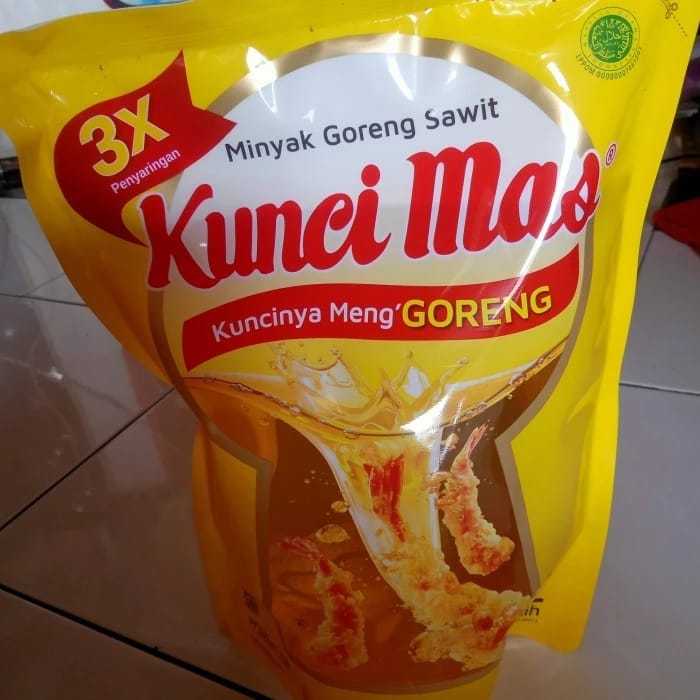 3X
Penyaringan
Minyak Goreng Sawit
Kunci Mas®
Kuncinya Meng'GORENG